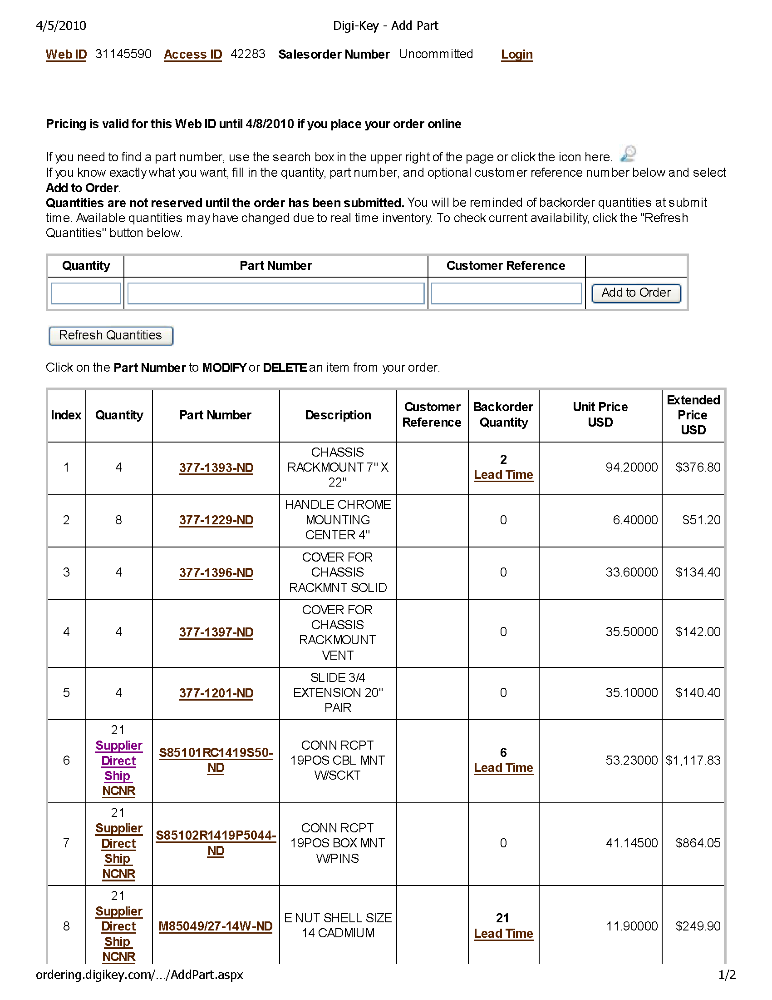 4/5/2010 Digi-Key - Add Part
Web ID 31145590 Access ID 42283 Salesorder Number Uncommitted Login
Pricing is valid for this Web ID until 4/8/2010 if you place your order online
If you need to find a part number, use the search box in the upper right of the page or click the icon here.
If you know exactly what you want, fill in the quantity, part number, and optional customer reference number below and select
Add to Order.
Quantities are not reserved until the order has been submitted. You will be reminded of backorder quantities at submit
time. Available quantities may have changed due to real time inventory. To check current availability, click the "Refresh
Quantities" button below.
Quantity Part Number Customer Reference
Add to Order
Refresh Quantities
Click on the Part Number to MODIFY or DELETE an item from your order.
Index Quantity Part Number Description Customer Reference Backorder Quantity Unit Price USD Extended Price USD
1 4 377-1393-ND CHASSIS RACKMOUNT 7" X 22" 2 Lead Time 94.20000 $376.80
2 8 377-1229-ND HANDLE CHROME MOUNTING CENTER 4" 0 6.40000 $51.20
3 4 377-1396-ND COVER FOR CHASSIS RACKMNT SOLID 0 33.60000 $134.40
4 4 377-1397-ND COVER FOR CHASSIS RACKMOUNT VENT 0 35.50000 $142.00
5 4 377-1201-ND SLIDE 3/4 EXTENSION 20" PAIR 0 35.10000 $140.40
6 21 Supplier Direct Ship NCNR S85101RC1419S50-ND CONN RCPT 19POS CBL MNT W/SCKT 6 Lead Time 53.23000 $1,117.83
7 21 Supplier Direct Ship NCNR S85102R1419P5044-ND CONN RCPT 19POS BOX MNT W/PINS 0 41.14500 $864.05
8 21 Supplier Direct Ship NCNR M85049/27-14W-ND E NUT SHELL SIZE 14 CADMIUM 21 Lead Time 11.90000 $249.90
ordering.digikey.com/.../AddPart.aspx 1/2